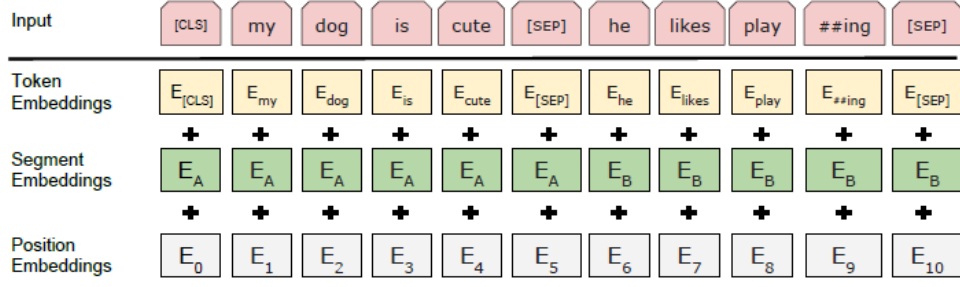 Input [CLS] my dog is cute [SEP] he likes play ##ing [SEP]
Token
Embeddings
E[CLS] Emy Edog Eis Ecute E[SEP] Ehe Elikes Eplay E##ing E[SEP]
+ + + + + + + + + + +
Segment
Embeddings
EA EA EA EA EA EA EB EB EB EB EB
+ + + + + + + + + + +
Position
Embeddings
E0 E1 E2 E3 E4 E5 E6 E7 E8 E9 E10